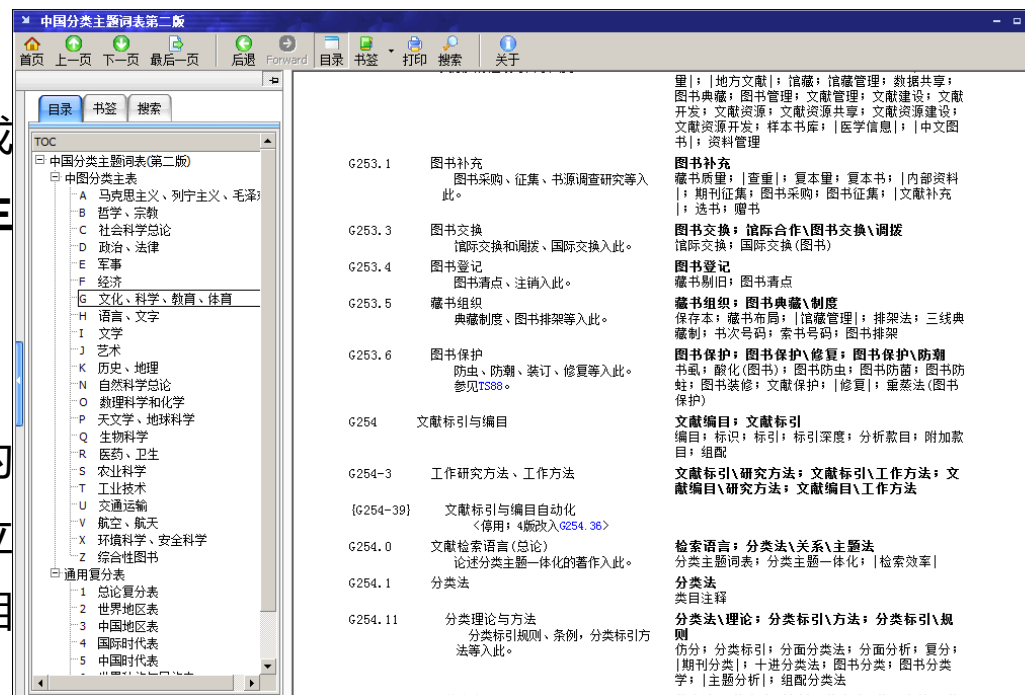 中国分类主题词表第二版
首页 上一页 下一页 最后一页 后退 Forward 目录 书签 打印 搜索 关于
目录 书签 搜索
TOC
中国分类主题词表(第二版)
中图分类主表
A 马克思主义、列宁主义、毛泽东
B 哲学、宗教
C 社会科学总论
D 政治、法律
E 军事
F 经济
G 文化、科学、教育、体育
H 语言、文字
I 文学
J 艺术
K 历史、地理
N 自然科学总论
O 数理科学和化学
P 天文学、地球科学
Q 生物科学
R 医药、卫生
S 农业科学
T 工业技术
U 交通运输
V 航空、航天
X 环境科学、安全科学
Z 综合性图书
通用复分表
1 总论复分表
2 世界地区表
3 中国地区表
4 国际时代表
5 中国时代表
量|；|地方文献|；馆藏；馆藏管理；数据共享；
图书典藏；图书管理；文献管理；文献建设；文献
开发；文献资源；文献资源共享；文献资源建设；
文献资源开发；样本书库；|医学信息|；|中文图
书|；资料管理
G253.1 图书补充 图书补充
图书采购、征集、书源调查研究等入 藏书质量；|查重|；复本量；复本书；|内部资料
此。 |；期刊征集；图书采购；图书征集；|文献补充
|；选书；赠书
G253.3 图书交换 图书交换；馆际合作\图书交换\调拨
馆际交换和调拨、国际交换入此。 馆际交换；国际交换(图书)
G253.4 图书登记 图书登记
图书清点、注销入此。 藏书剔旧；图书清点
G253.5 藏书组织 藏书组织；图书典藏\制度
典藏制度、图书排架等入此。 保存本；藏书布局；|馆藏管理|；排架法；三线典
藏制；书次号码；索书号码；图书排架
G253.6 图书保护 图书保护；图书保护\修复；图书保护\防潮
防虫、防潮、装订、修复等入此。 书虱；酸化(图书)；图书防虫；图书防菌；图书防
参见TS88。 蛀；图书装修；文献保护；|修复|；熏蒸法(图书
保护)
G254 文献标引与编目 文献编目；文献标引
编目；标识；标引；标引深度；分析款目；附加款
目；组配
G254-3 工作研究方法、工作方法 文献标引\研究方法；文献标引\工作方法；文
献编目\研究方法；文献编目\工作方法
{G254-39} 文献标引与编目自动化
<停用；4版改入G254.36>
G254.0 文献检索语言(总论) 检索语言；分类法\关系\主题法
论述分类主题一体化的著作入此。 分类主题词表；分类主题一体化；|检索效率|
G254.1 分类法 分类法
类目注释
G254.11 分类理论与方法 分类法\理论；分类标引\方法；分类标引\规
分类标引规则、条例，分类标引方 则
法等入此。 仿分；分类标引；分面分类法；分面分析；复分；
|期刊分类|；十进分类法；图书分类；图书分类
学；|主题分析|；组配分类法